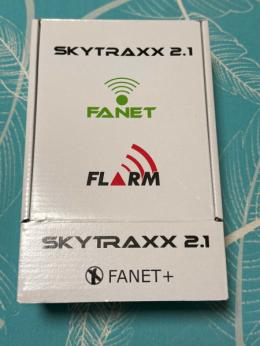 SKYTRAXX 2.1
FANET
FLARM
SKYTRAXX 2.1
FANET+